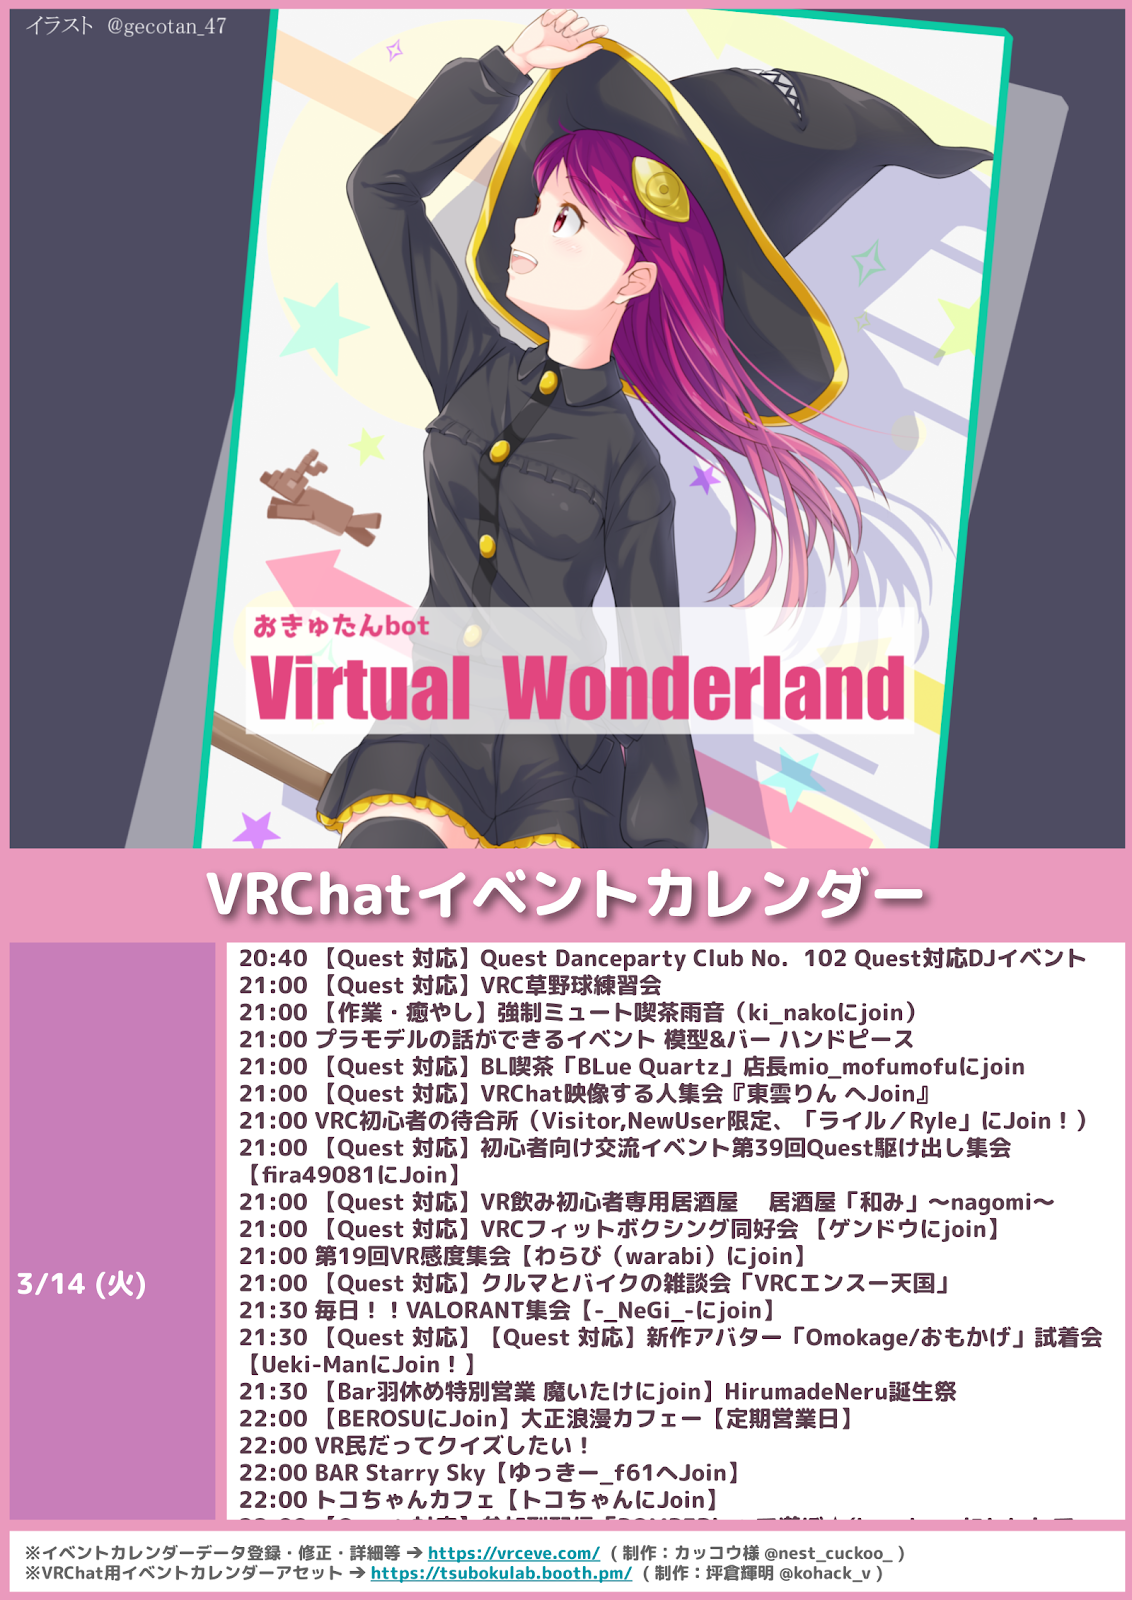 イラスト @gecotan_47
おきゅたんbot
Virtual Wonderland
VRChatイベントカレンダー
3/14 (火)
20:40 【Quest 対応】Quest Danceparty Club No. 102 Quest対応DJイベント
21:00 【Quest 対応】VRC草野球練習会
21:00 【作業・癒やし】強制ミュート喫茶雨音（ki_nakoにjoin）
21:00 プラモデルの話ができるイベント 模型&バー ハンドピース
21:00 【Quest 対応】BL喫茶「BLue Quartz」店長mio_mofumofuにjoin
21:00 【Quest 対応】VRChat映像する人集会『東雲りん へJoin』
21:00 VRC初心者の待合所（Visitor,NewUser限定、「ライル／Ryle」にJoin！）
21:00 【Quest 対応】初心者向け交流イベント第39回Quest駆け出し集会
【fira49081にJoin】
21:00 【Quest 対応】VR飲み初心者専用居酒屋　居酒屋「和み」～nagomi～
21:00 【Quest 対応】VRCフィットボクシング同好会 【ゲンドウにjoin】
21:00 第19回VR感度集会【わらび（warabi）にjoin】
21:00 【Quest 対応】クルマとバイクの雑談会「VRCエンスー天国」
21:30 毎日！！VALORANT集会【-_NeGi_-にjoin】
21:30 【Quest 対応】【Quest 対応】新作アバター「Omokage/おもかげ」試着会
【Ueki-ManにJoin！】
21:30 【Bar羽休め特別営業 魔いたけにjoin】HirumadeNeru誕生祭
22:00 【BEROSUにJoin】大正浪漫カフェー【定期営業日】
22:00 VR民だってクイズしたい！
22:00 BAR Starry Sky【ゆっきー_f61へJoin】
22:00 トコちゃんカフェ【トコちゃんにJoin】
※イベントカレンダーデータ登録・修正・詳細等 ➔ https://vrceve.com/ （制作：カッコウ様 @nest_cuckoo_ ）
※VRChat用イベントカレンダーアセット ➔ https://tsubokulab.booth.pm/ （制作：坪倉輝明 @kohack_v ）